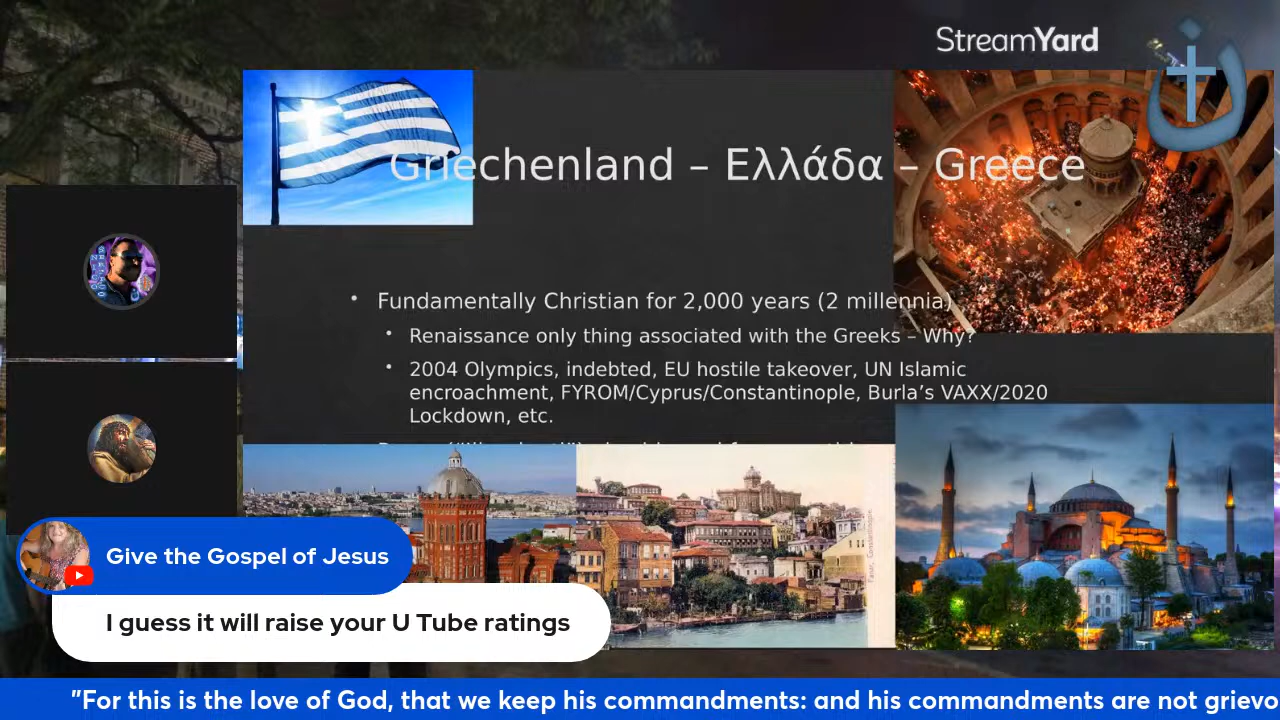 StreamYard
Griechenland – Ελλάδα – Greece
• Fundamentally Christian for 2,000 years (2 millennia)
• Renaissance only thing associated with the Greeks – Why?
• 2004 Olympics, indebted, EU hostile takeover, UN Islamic
encroachment, FYROM/Cyprus/Constantinople, Burla’s VAXX/2020
Lockdown, etc.
Give the Gospel of Jesus
I guess it will raise your U Tube ratings
"For this is the love of God, that we keep his commandments: and his commandments are not grievo